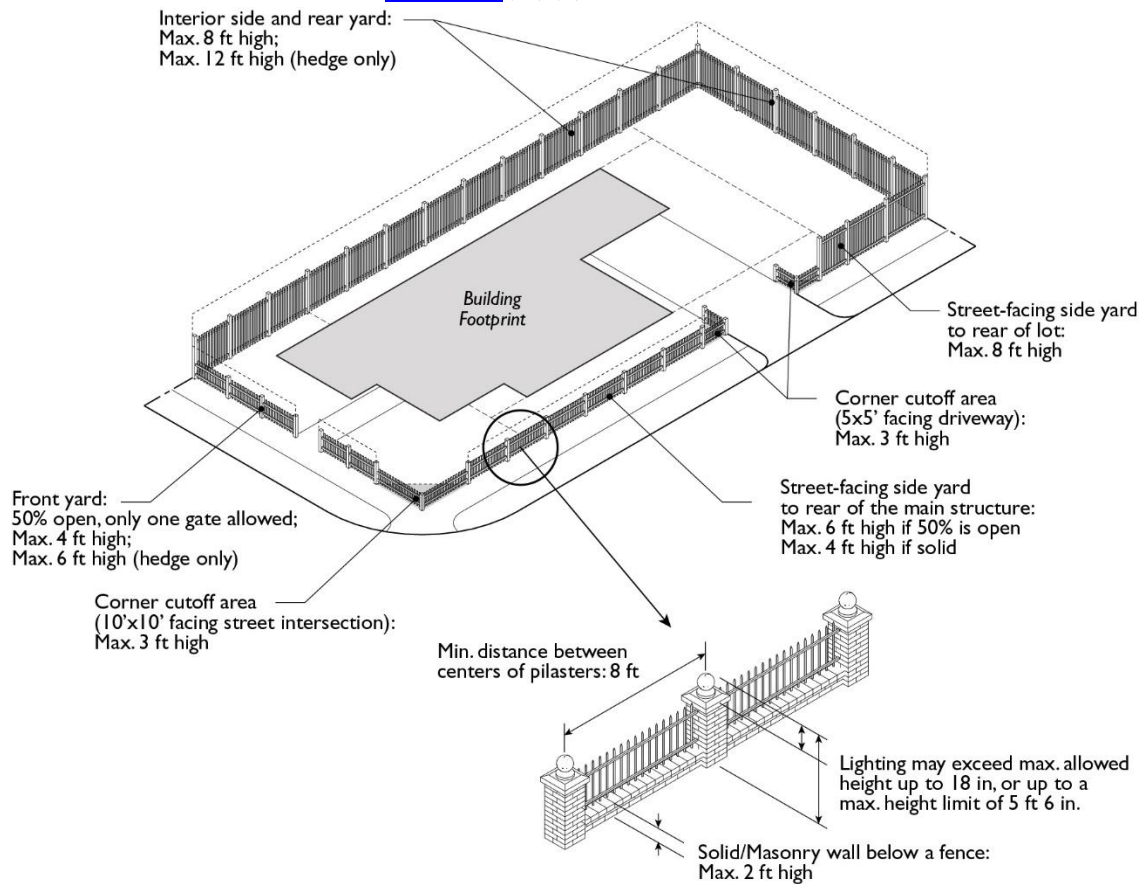 Interior side and rear yard:
Max. 8 ft high;
Max. 12 ft high (hedge only)
Building
Footprint
Street-facing side yard
to rear of lot:
Max. 8 ft high
Corner cutoff area
(5x5' facing driveway):
Max. 3 ft high
Front yard:
50% open, only one gate allowed;
Max. 4 ft high;
Max. 6 ft high (hedge only)
Street-facing side yard
to rear of the main structure:
Max. 6 ft high if 50% is open
Max. 4 ft high if solid
Corner cutoff area
(10'x10' facing street intersection):
Max. 3 ft high
Min. distance between
centers of pilasters: 8 ft
Lighting may exceed max. allowed
height up to 18 in, or up to a
max. height limit of 5 ft 6 in.
Solid/Masonry wall below a fence:
Max. 2 ft high